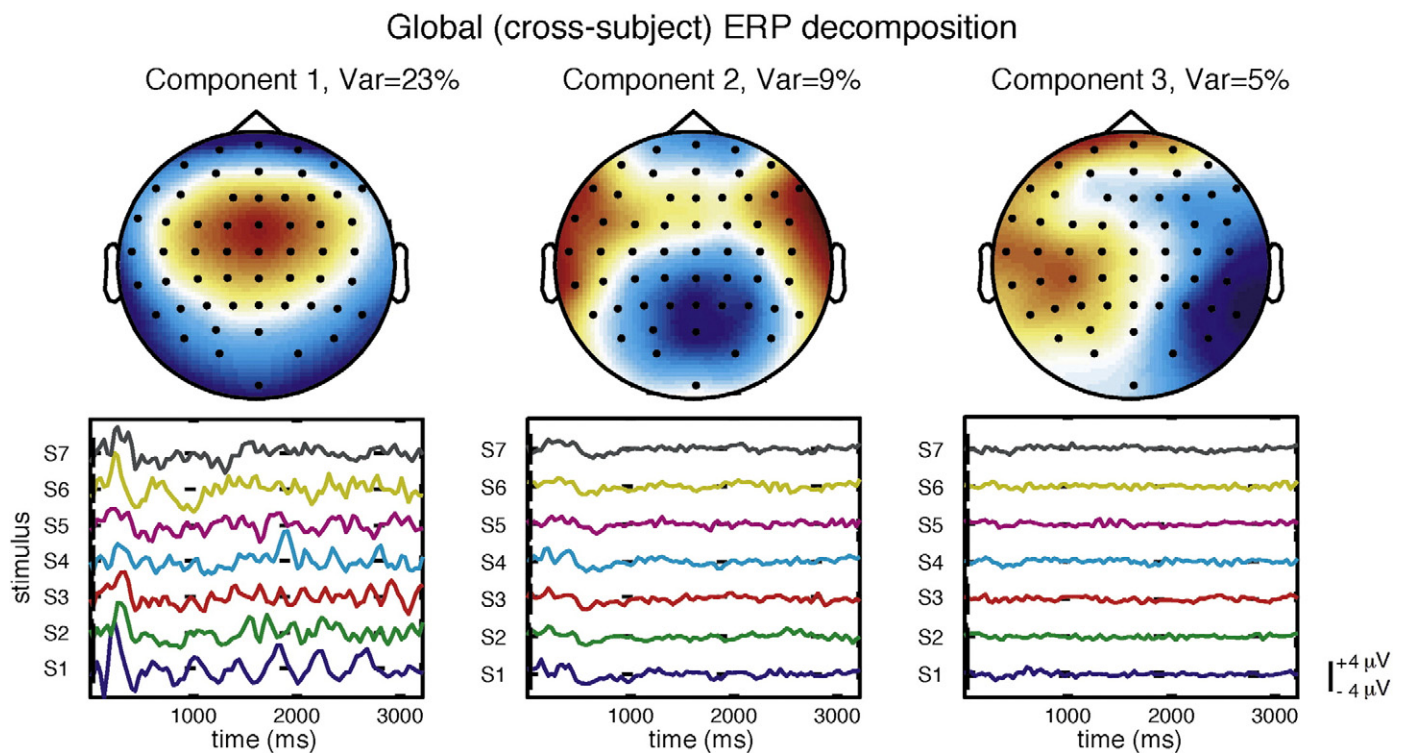 Global (cross-subject) ERP decomposition
Component 1, Var=23%
Component 2, Var=9%
Component 3, Var=5%
stimulus
S7
S6
S5
S4
S3
S2
S1
1000 2000 3000
time (ms)
S7
S6
S5
S4
S3
S2
S1
1000 2000 3000
time (ms)
S7
S6
S5
S4
S3
S2
S1
1000 2000 3000
time (ms)
+4 µV
- 4 µV